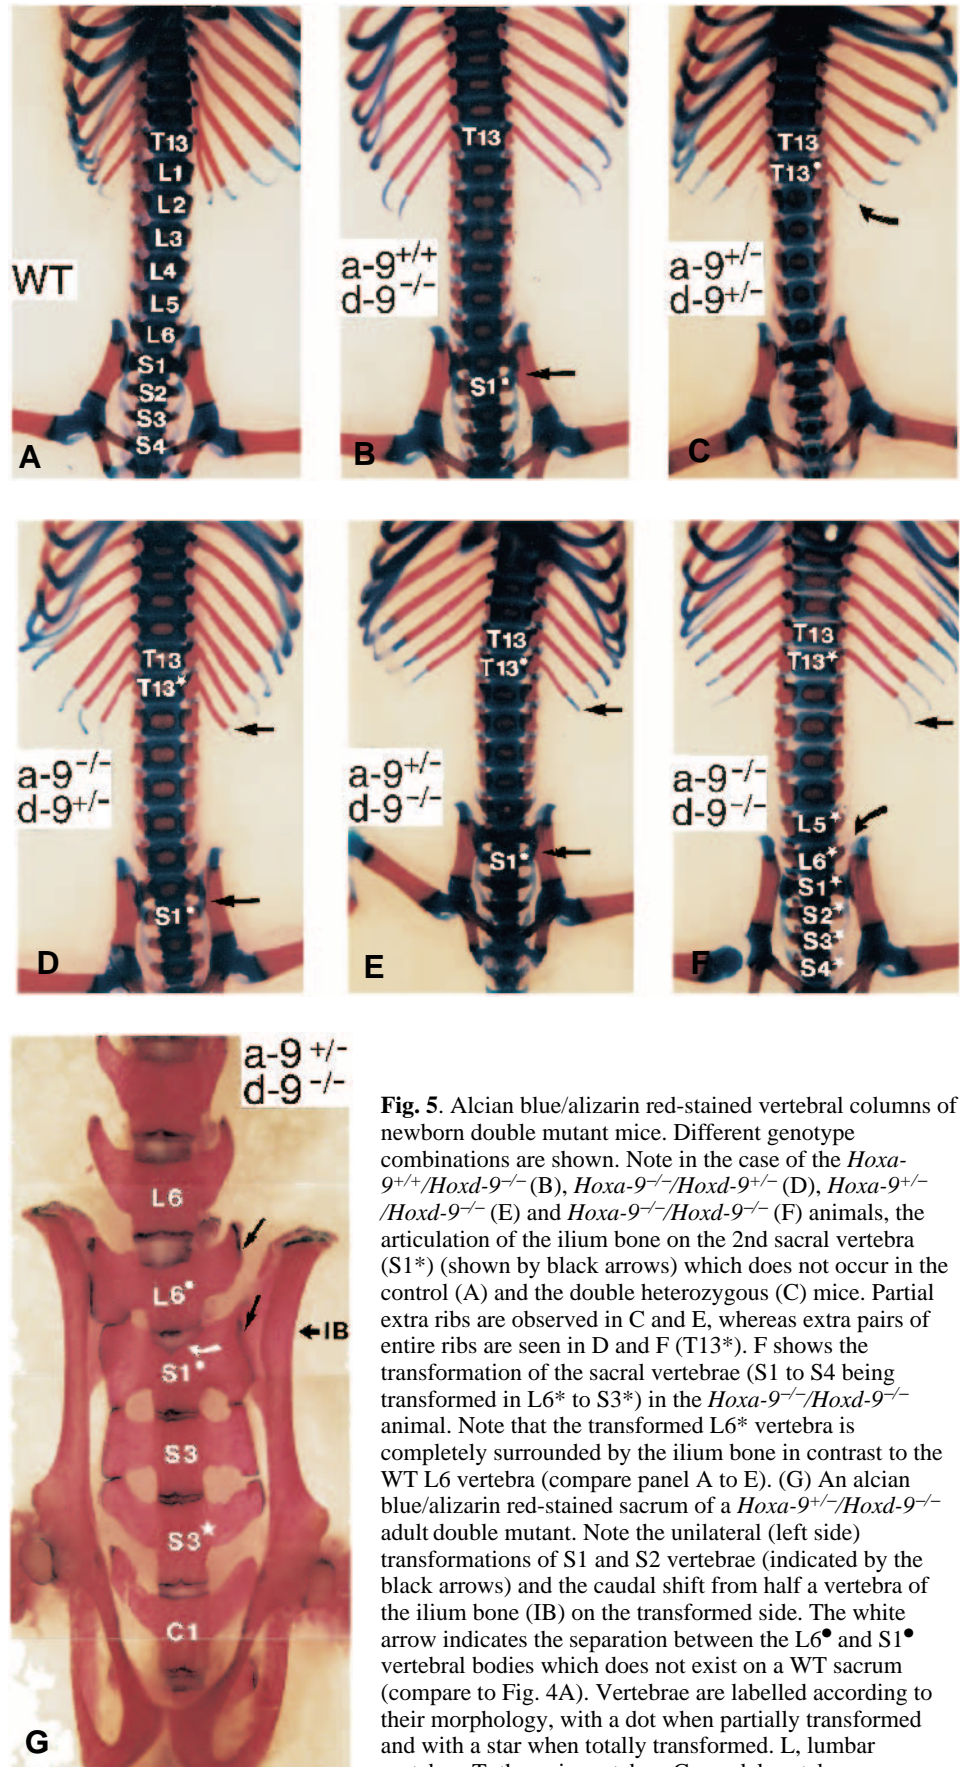 T13
L1
L2
L3
L4
L5
L6
S1
S2
S3
S4
WT
A
T13
a-9+/+
d-9−/−
S1•
B
T13
T13•
a-9+/−
d-9+/−
C
T13
T13★
a-9−/−
d-9+/−
S1•
D
T13
T13•
a-9+/−
d-9−/−
S1•
E
T13
T13★
a-9−/−
d-9−/−
L5★
L6★
S1★
S2★
S3★
S4★
F
a-9 +/−
d-9 −/−
L6
L6•
IB
S1•
S3
S3★
C1
G
Fig. 5. Alcian blue/alizarin red-stained vertebral columns of
newborn double mutant mice. Different genotype
combinations are shown. Note in the case of the Hoxa-
9+/+/Hoxd-9−/− (B), Hoxa-9−/−/Hoxd-9+/− (D), Hoxa-9+/−
/Hoxd-9−/− (E) and Hoxa-9−/−/Hoxd-9−/− (F) animals, the
articulation of the ilium bone on the 2nd sacral vertebra
(S1*) (shown by black arrows) which does not occur in the
control (A) and the double heterozygous (C) mice. Partial
extra ribs are observed in C and E, whereas extra pairs of
entire ribs are seen in D and F (T13*). F shows the
transformation of the sacral vertebrae (S1 to S4 being
transformed in L6* to S3*) in the Hoxa-9−/−/Hoxd-9−/−
animal. Note that the transformed L6* vertebra is
completely surrounded by the ilium bone in contrast to the
WT L6 vertebra (compare panel A to E). (G) An alcian
blue/alizarin red-stained sacrum of a Hoxa-9+/−/Hoxd-9−/−
adult double mutant. Note the unilateral (left side)
transformations of S1 and S2 vertebrae (indicated by the
black arrows) and the caudal shift from half a vertebra of
the ilium bone (IB) on the transformed side. The white
arrow indicates the separation between the L6● and S1●
vertebral bodies which does not exist on a WT sacrum
(compare to Fig. 4A). Vertebrae are labelled according to
their morphology, with a dot when partially transformed
and with a star when totally transformed. L, lumbar